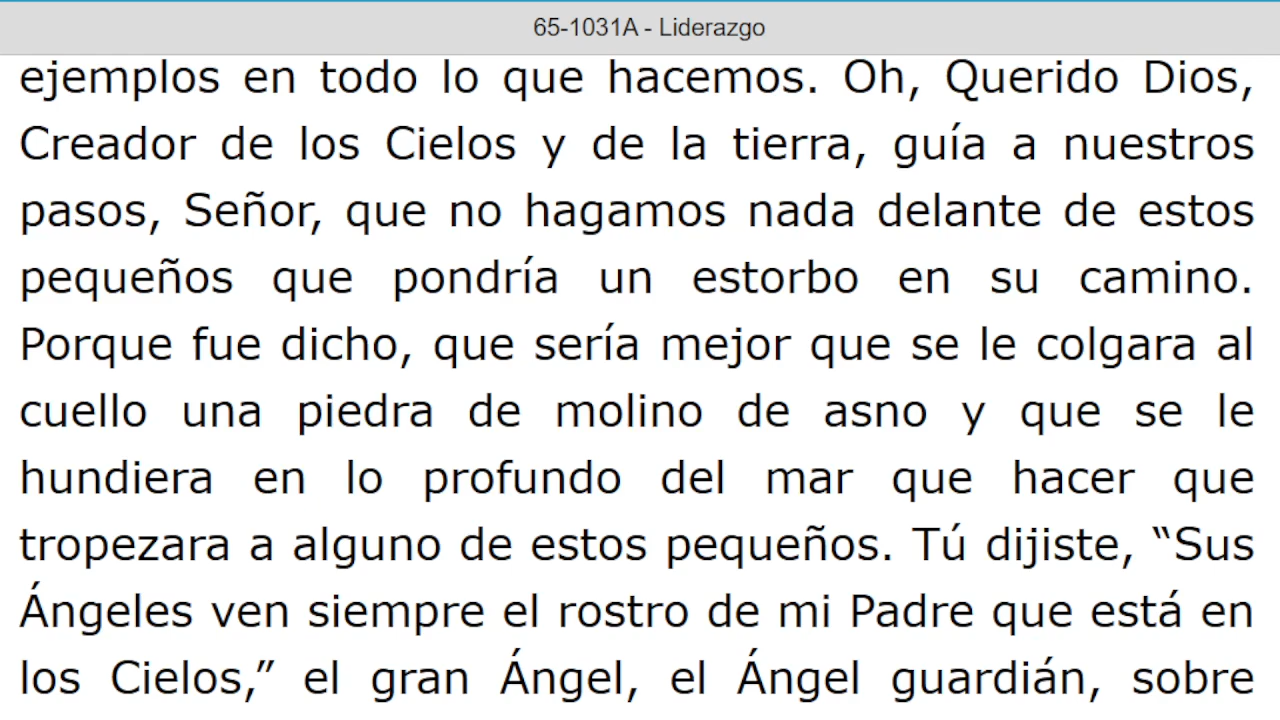 65-1031A - Liderazgo
ejemplos en todo lo que hacemos. Oh, Querido Dios,
Creador de los Cielos y de la tierra, guía a nuestros
pasos, Señor, que no hagamos nada delante de estos
pequeños que pondría un estorbo en su camino.
Porque fue dicho, que sería mejor que se le colgara al
cuello una piedra de molino de asno y que se le
hundiera en lo profundo del mar que hacer que
tropezara a alguno de estos pequeños. Tú dijiste, “Sus
Ángeles ven siempre el rostro de mi Padre que está en
los Cielos,” el gran Ángel, el Ángel guardián, sobre